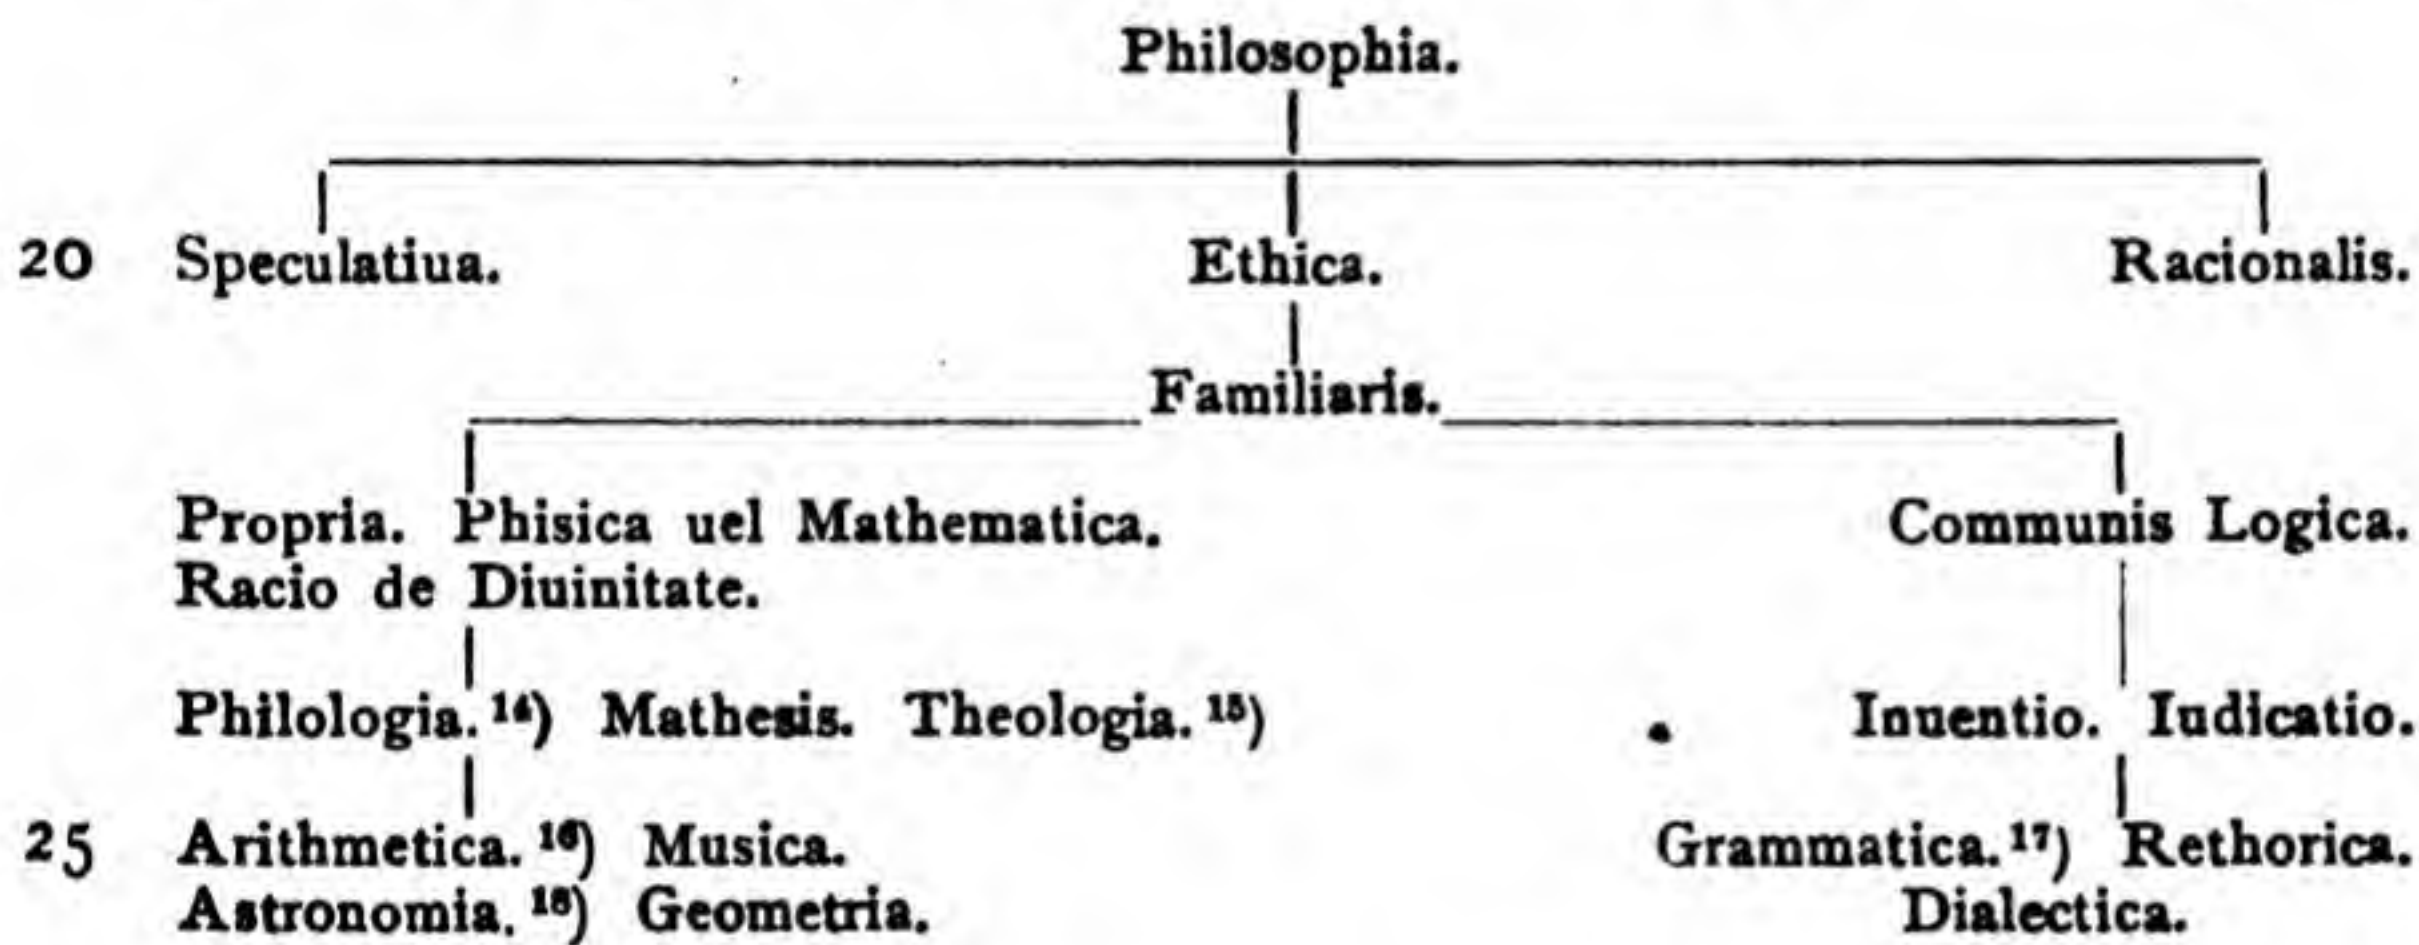 Philosophia.
20 Speculatiua. Ethica. Racionalis.
Familiaris.
Propria. Phisica uel Mathematica. Communis Logica.
Racio de Diuinitate.
Philologia. 14) Mathesis. Theologia. 15) Inuentio. Iudicatio.
25 Arithmetica. 16) Musica. Grammatica. 17) Rethorica.
Astronomia. 18) Geometria. Dialectica.